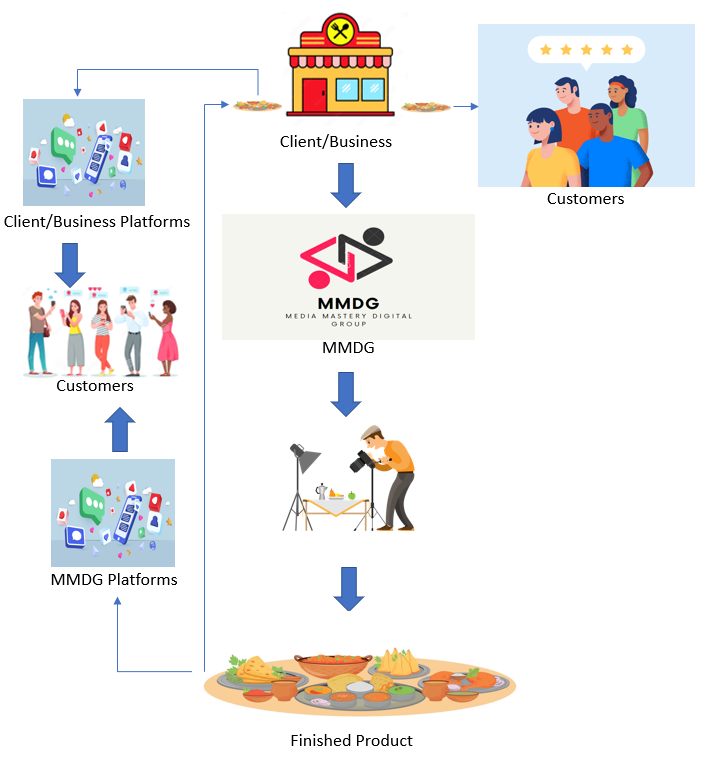 Client/Business
Customers
Client/Business Platforms
MMDG
MEDIA MASTERY DIGITAL
GROUP
MMDG
Customers
MMDG Platforms
Finished Product